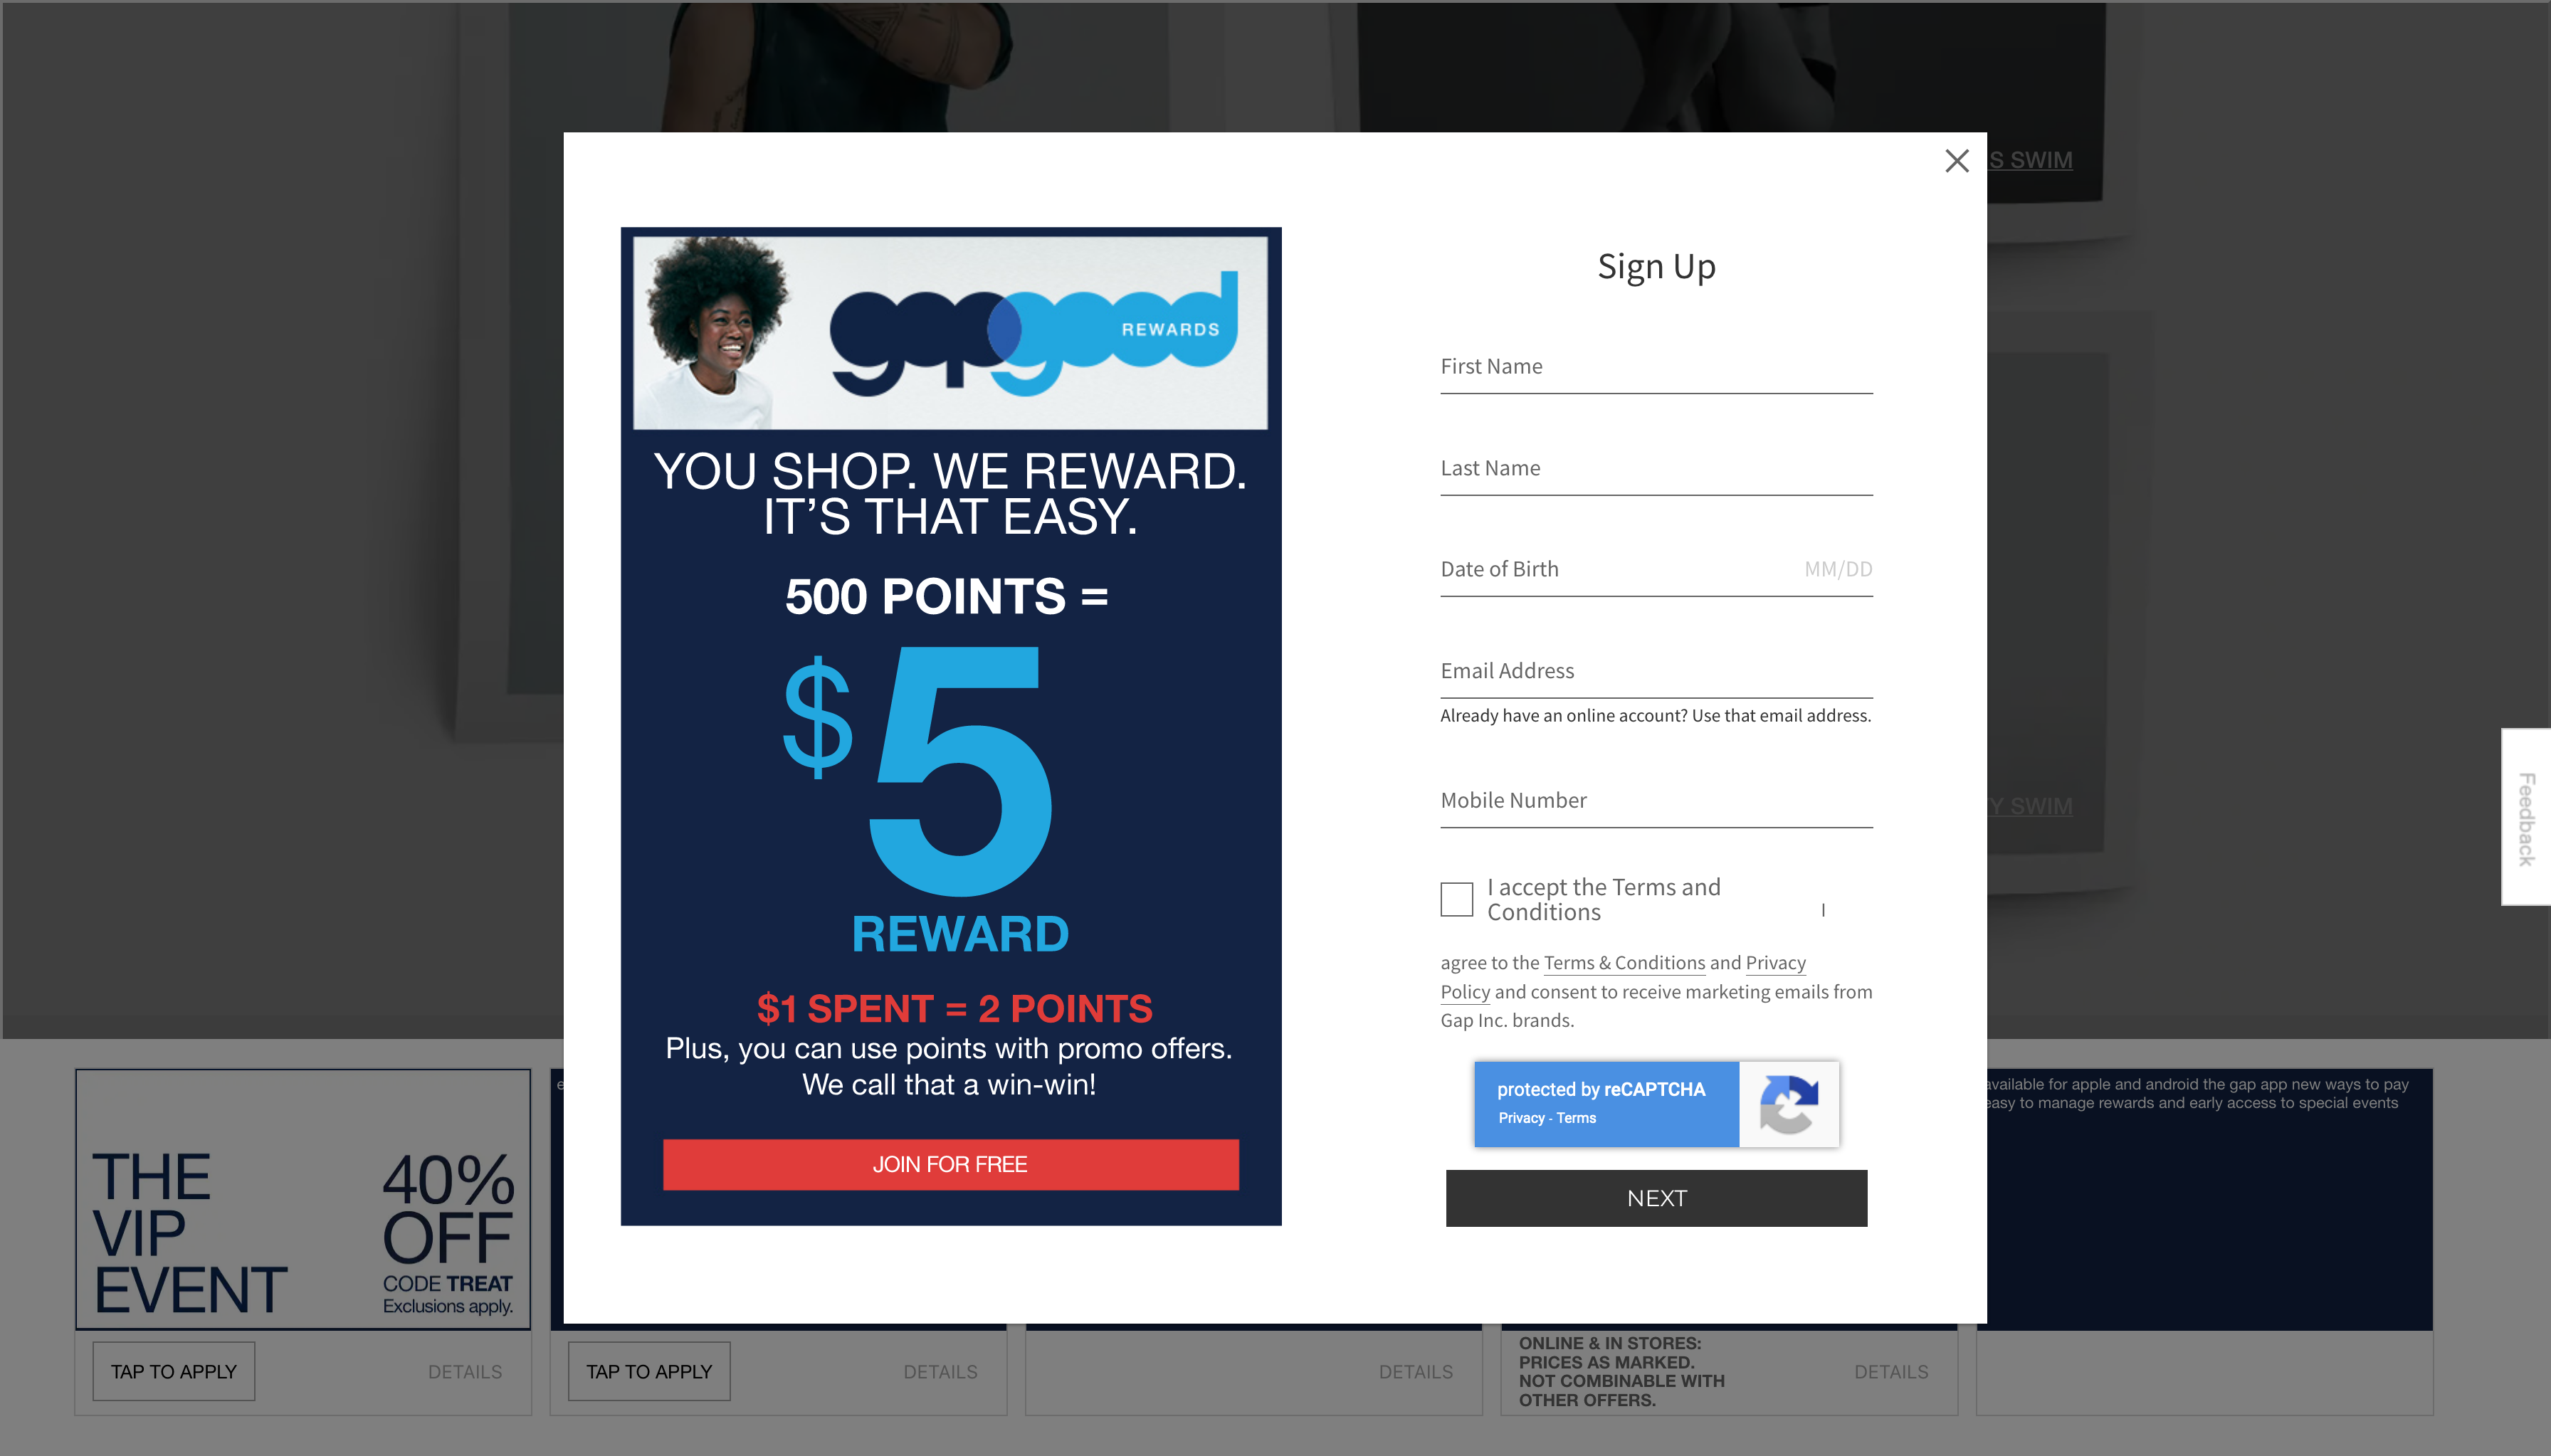 S SWIM
gapgood
REWARDS
YOU SHOP. WE REWARD.
IT'S THAT EASY.
500 POINTS =
$5
REWARD
$1 SPENT = 2 POINTS
Plus, you can use points with promo offers.
We call that a win-win!
JOIN FOR FREE
Sign Up
First Name
Last Name
Date of Birth MM/DD
Email Address
Already have an online account? Use that email address.
Mobile Number
I accept the Terms and
Conditions I
agree to the Terms & Conditions and Privacy
Policy and consent to receive marketing emails from
Gap Inc. brands.
protected by reCAPTCHA
Privacy - Terms
NEXT
Y SWIM
Feedback
THE
VIP
EVENT
40%
OFF
CODE TREAT
Exclusions apply.
TAP TO APPLY DETAILS
e
TAP TO APPLY DETAILS
DETAILS
ONLINE & IN STORES:
PRICES AS MARKED.
NOT COMBINABLE WITH
OTHER OFFERS.
DETAILS
available for apple and android the gap app new ways to pay
easy to manage rewards and early access to special events